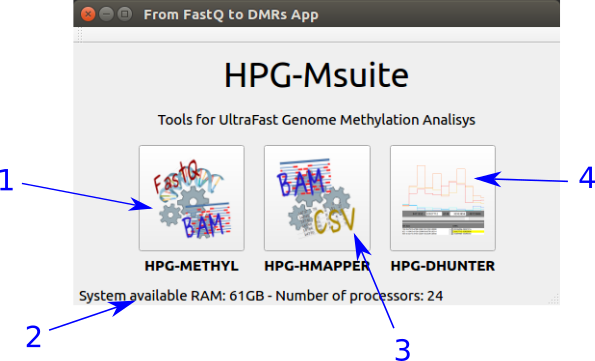 From FastQ to DMRs App
HPG-Msuite
Tools for UltraFast Genome Methylation Analisys
FastQ
BAM
BAM
CSV
1
4
HPG-METHYL HPG-HMAPPER HPG-DHUNTER
System available RAM: 61GB - Number of processors: 24
2
3